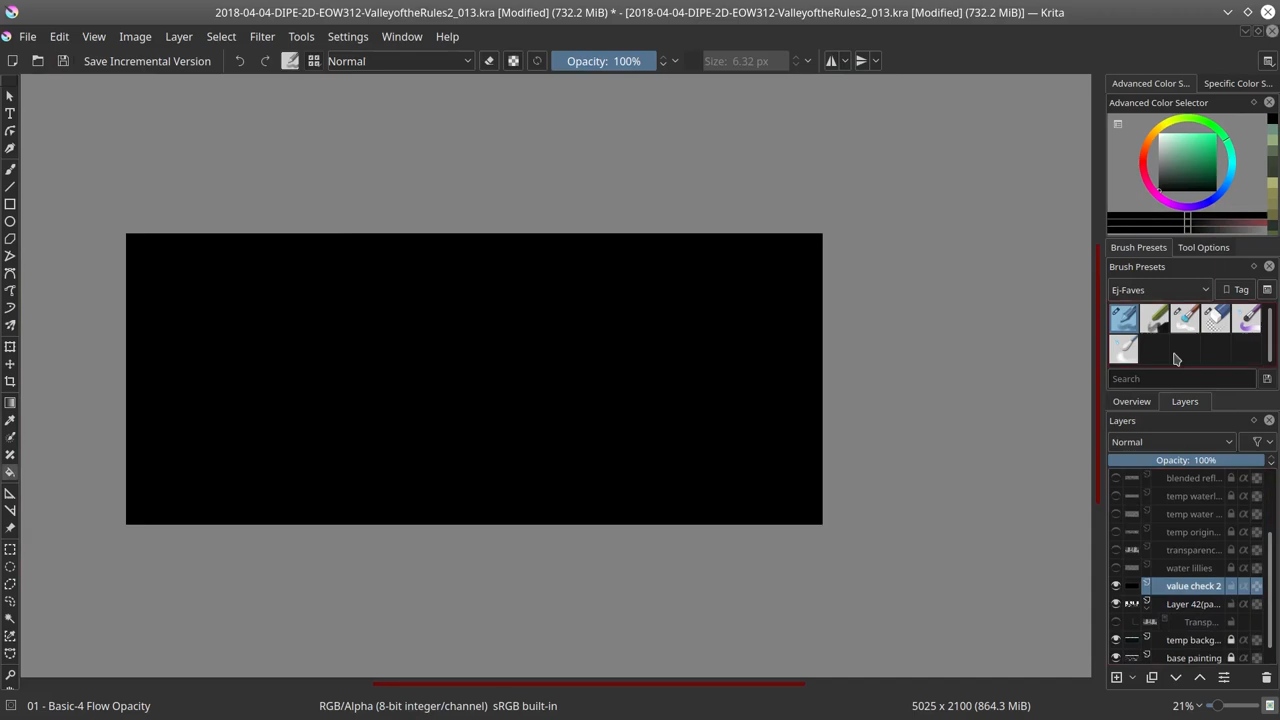 2018-04-04-DIPE-2D-EOW312-ValleyoftheRules2_013.kra [Modified] (732.2 MiB) * - [2018-04-04-DIPE-2D-EOW312-ValleyoftheRules2_013.kra [Modified] (732.2 MiB)] — Krita
File Edit View Image Layer Select Filter Tools Settings Window Help
Save Incremental Version Normal Opacity: 100% Size: 6.32 px
Advanced Color S... Specific Color S...
Advanced Color Selector
Brush Presets Tool Options
Brush Presets
Ej-Faves Tag
Search
Overview Layers
Layers
Normal
Opacity: 100%
blended refl...
temp waterl...
temp water ...
temp origin...
transparenc...
water lillies
value check 2
Layer 42(pa...
Transp...
temp backg...
base painting
01 - Basic-4 Flow Opacity RGB/Alpha (8-bit integer/channel) sRGB built-in 5025 x 2100 (864.3 MiB) 21%